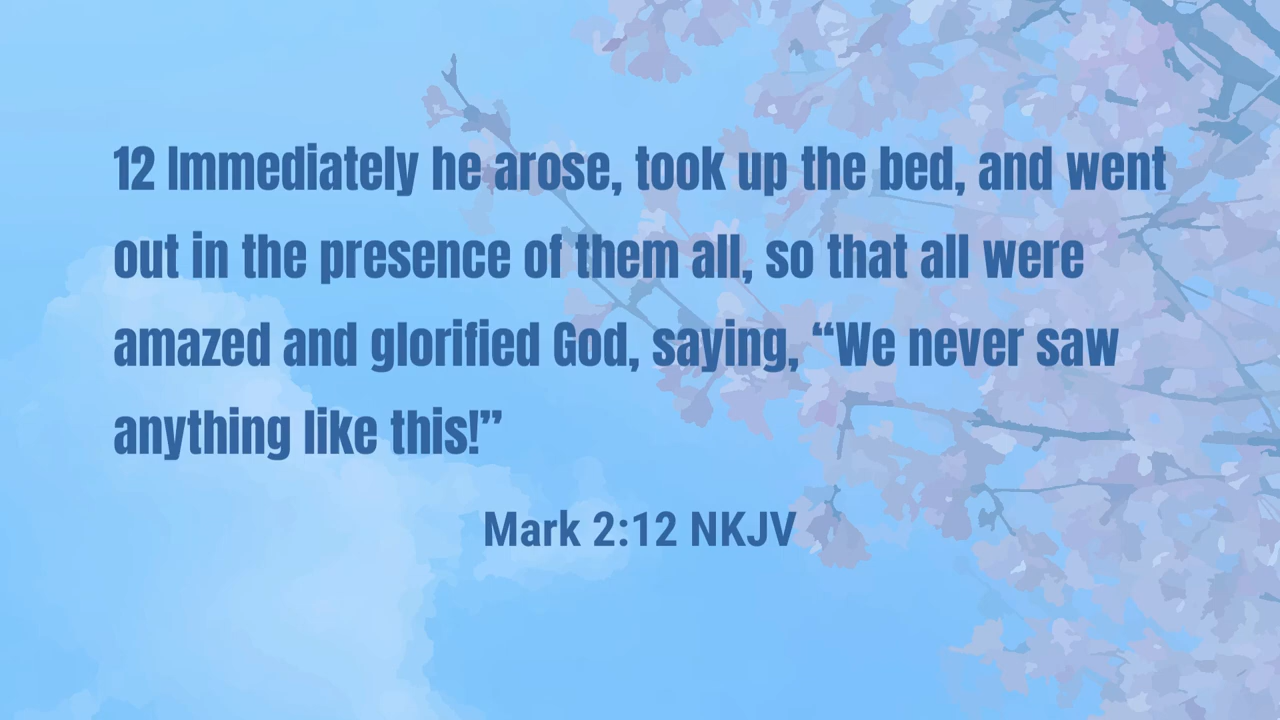 12 Immediately he arose, took up the bed, and went
out in the presence of them all, so that all were
amazed and glorified God, saying, “We never saw
anything like this!”
Mark 2:12 NKJV